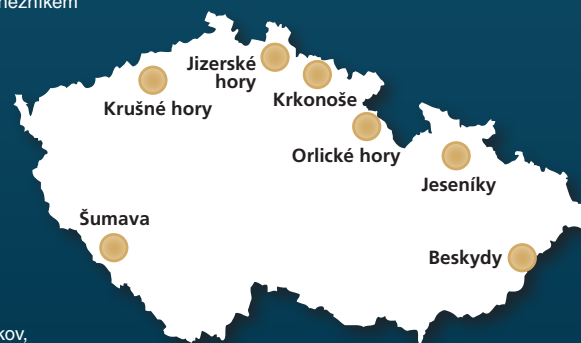 Jizerské
hory
Krkonoše
Krušné hory
Orlické hory
Jeseníky
Šumava
Beskydy